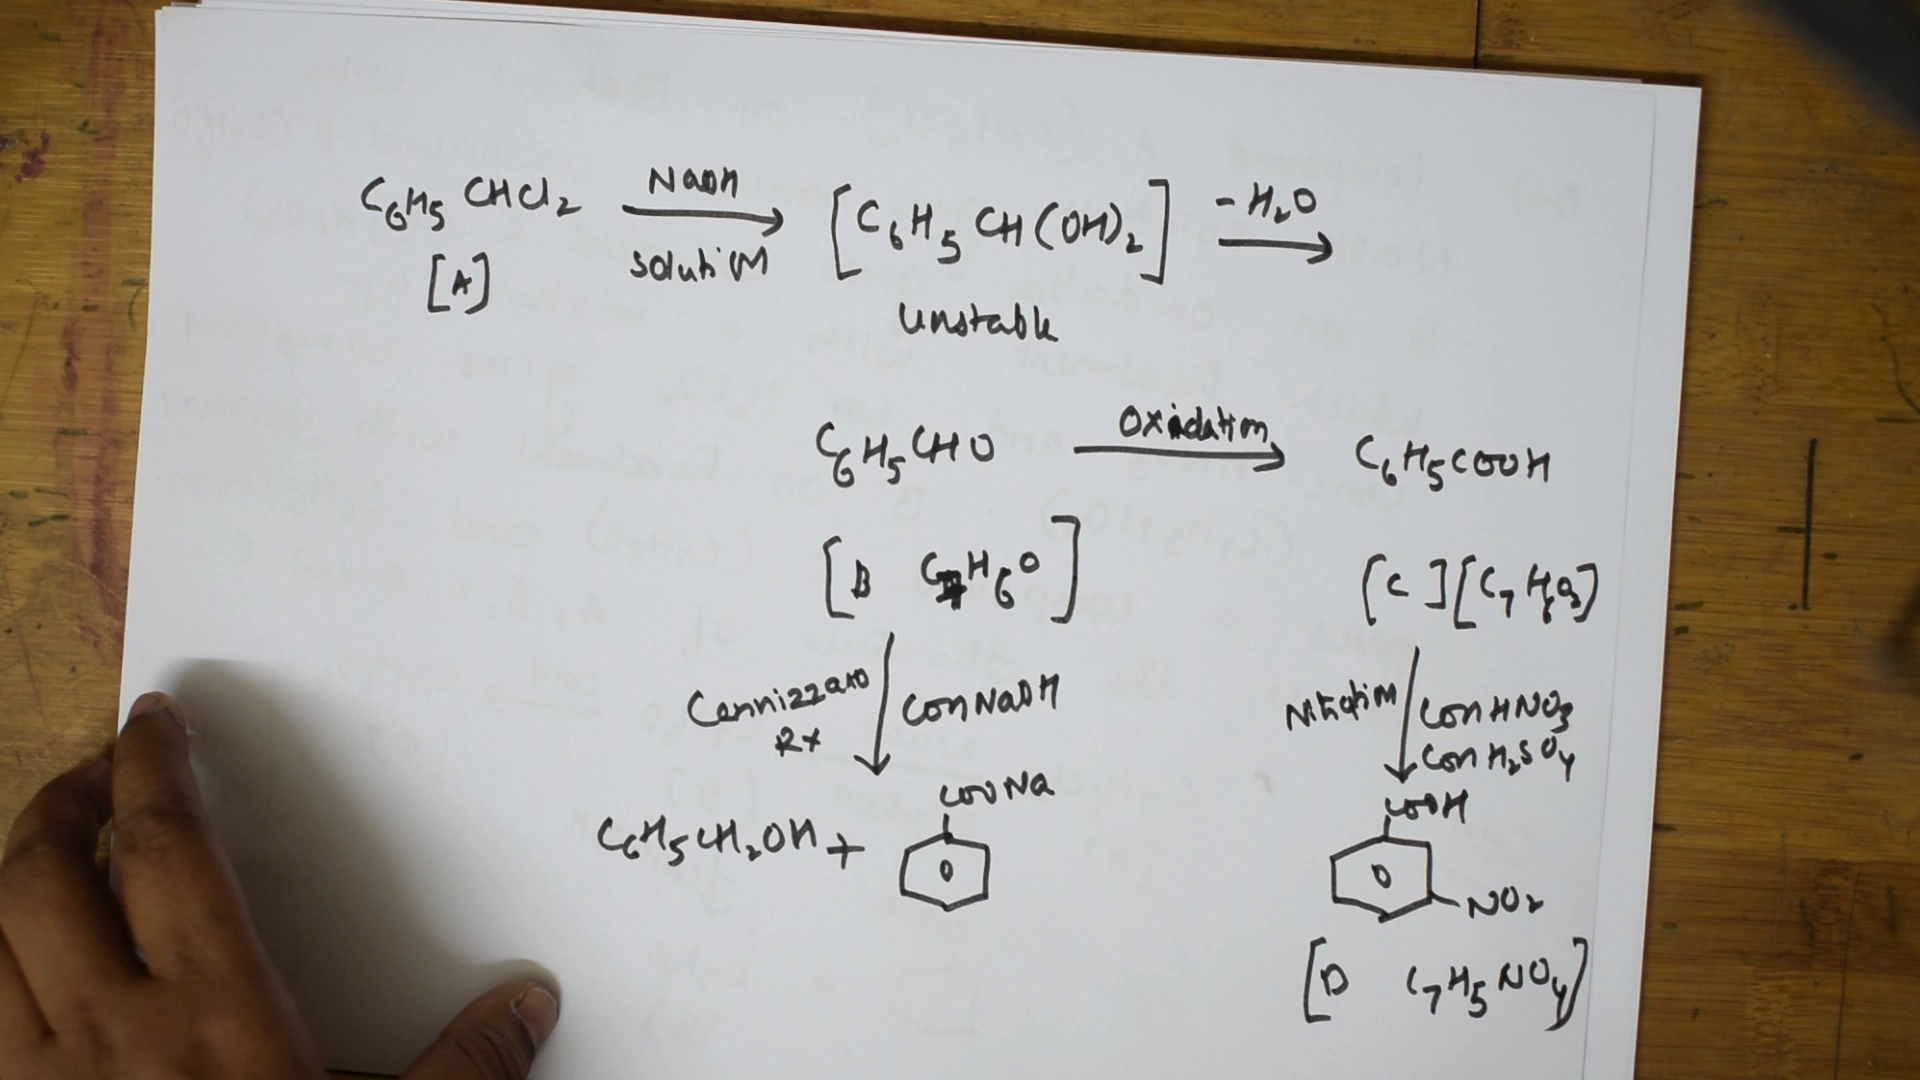 C6H5 CHCl2 NaOH solution [C6H5 CH(OH)2] -H2O
[A] unstable
C6H5CHO Oxidation C6H5COOH
[B C7H6O] [C] [C7H6O3]
Cannizzaro Rx con NaOH Nitration con HNO3 con H2SO4
C6H5CH2OH + COONa COOH
NO2
[D C7H5NO4]